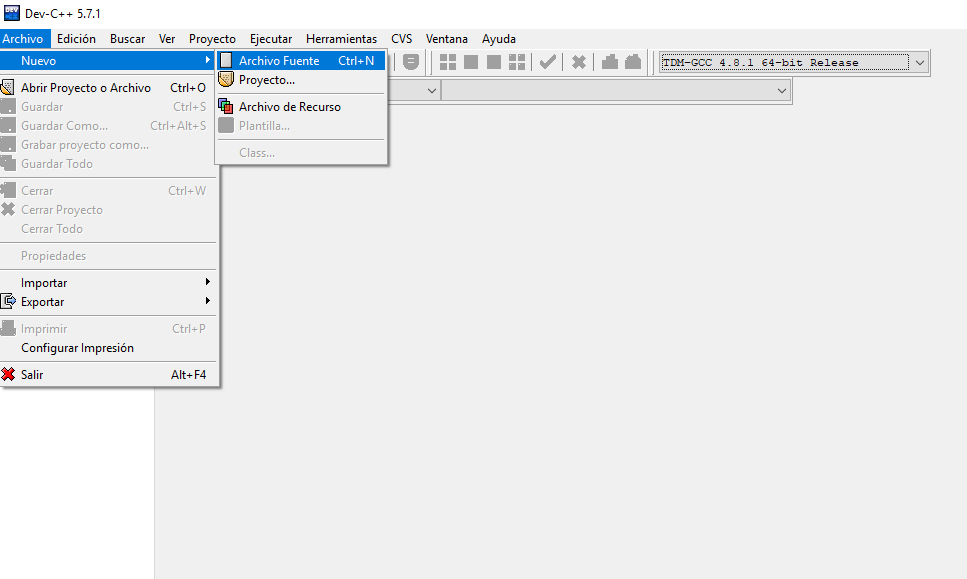 Dev-C++ 5.7.1
Archivo Edición Buscar Ver Proyecto Ejecutar Herramientas CVS Ventana Ayuda
Nuevo
Archivo Fuente Ctrl+N
TDM-GCC 4.8.1 64-bit Release
Proyecto...
Abrir Proyecto o Archivo Ctrl+O
Archivo de Recurso
Guardar Ctrl+S
Guardar Como... Ctrl+Alt+S
Plantilla...
Grabar proyecto como...
Class...
Guardar Todo
Cerrar Ctrl+W
Cerrar Proyecto
Cerrar Todo
Propiedades
Importar
Exportar
Imprimir Ctrl+P
Configurar Impresión
Salir Alt+F4